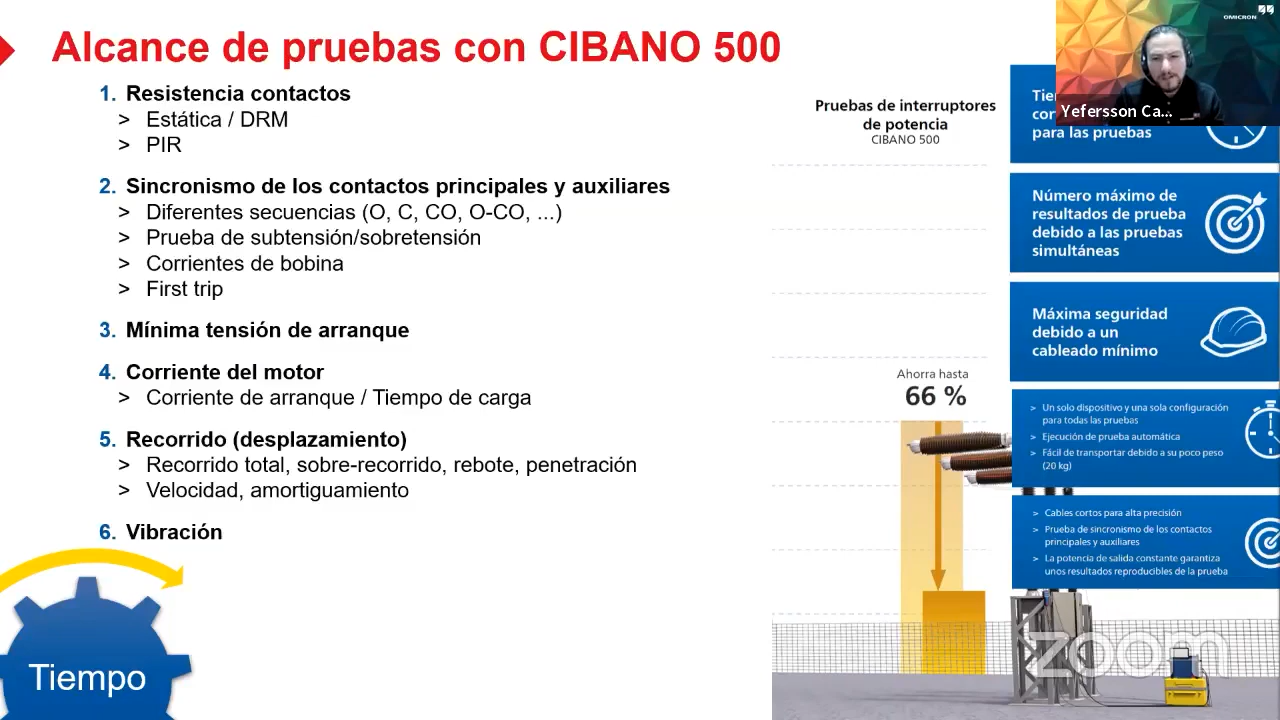 Alcance de pruebas con CIBANO 500
1. Resistencia contactos
> Estática / DRM
> PIR
2. Sincronismo de los contactos principales y auxiliares
> Diferentes secuencias (O, C, CO, O-CO, ...)
> Prueba de subtensión/sobretensión
> Corrientes de bobina
> First trip
3. Mínima tensión de arranque
4. Corriente del motor
> Corriente de arranque / Tiempo de carga
5. Recorrido (desplazamiento)
> Recorrido total, sobre-recorrido, rebote, penetración
> Velocidad, amortiguamiento
6. Vibración
Tiempo
Pruebas de interruptores
de potencia
CIBANO 500
Ahorra hasta
66 %
OMICRON
Yefersson Ca...
para las pruebas
Número máximo de
resultados de prueba
debido a las pruebas
simultáneas
Máxima seguridad
debido a un
cableado mínimo
> Un solo dispositivo y una sola configuración
para todas las pruebas
> Ejecución de prueba automática
> Fácil de transportar debido a su poco peso
(20 kg)
> Cables cortos para alta precisión
> Prueba de sincronismo de los contactos
principales y auxiliares
> La potencia de salida constante garantiza
unos resultados reproducibles de la prueba
zoom